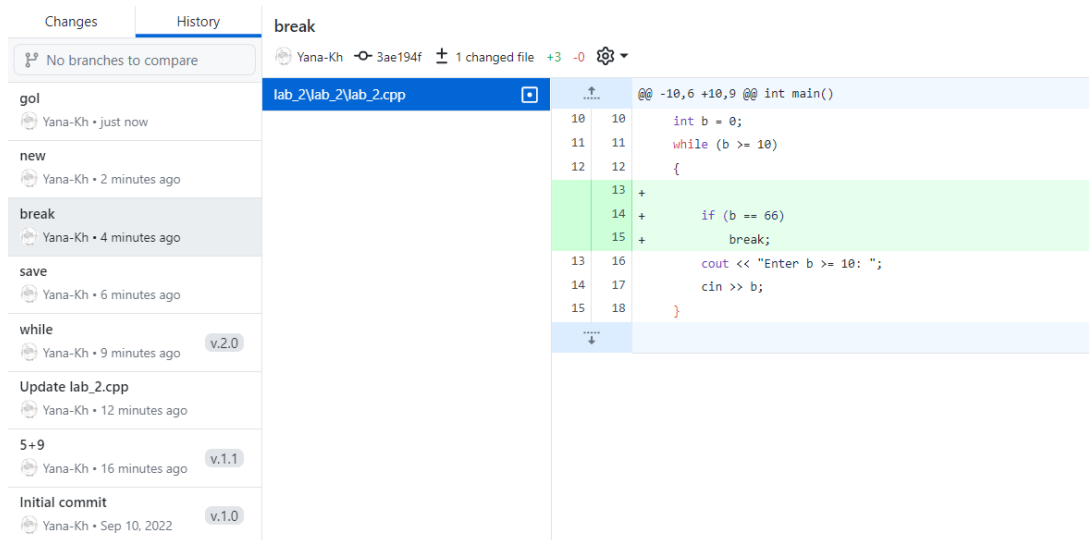 Changes
History
No branches to compare
gol
Yana-Kh • just now
new
Yana-Kh • 2 minutes ago
break
Yana-Kh • 4 minutes ago
save
Yana-Kh • 6 minutes ago
while
Yana-Kh • 9 minutes ago
v.2.0
Update lab_2.cpp
Yana-Kh • 12 minutes ago
5+9
Yana-Kh • 16 minutes ago
v.1.1
Initial commit
Yana-Kh • Sep 10, 2022
v.1.0
break
Yana-Kh 3ae194f 1 changed file +3 -0
lab_2\lab_2\lab_2.cpp
@@ -10,6 +10,9 @@ int main()
10 10 int b = 0;
11 11 while (b >= 10)
12 12 {
13 +
14 + if (b == 66)
15 + break;
13 16 cout << "Enter b >= 10: ";
14 17 cin >> b;
15 18 }